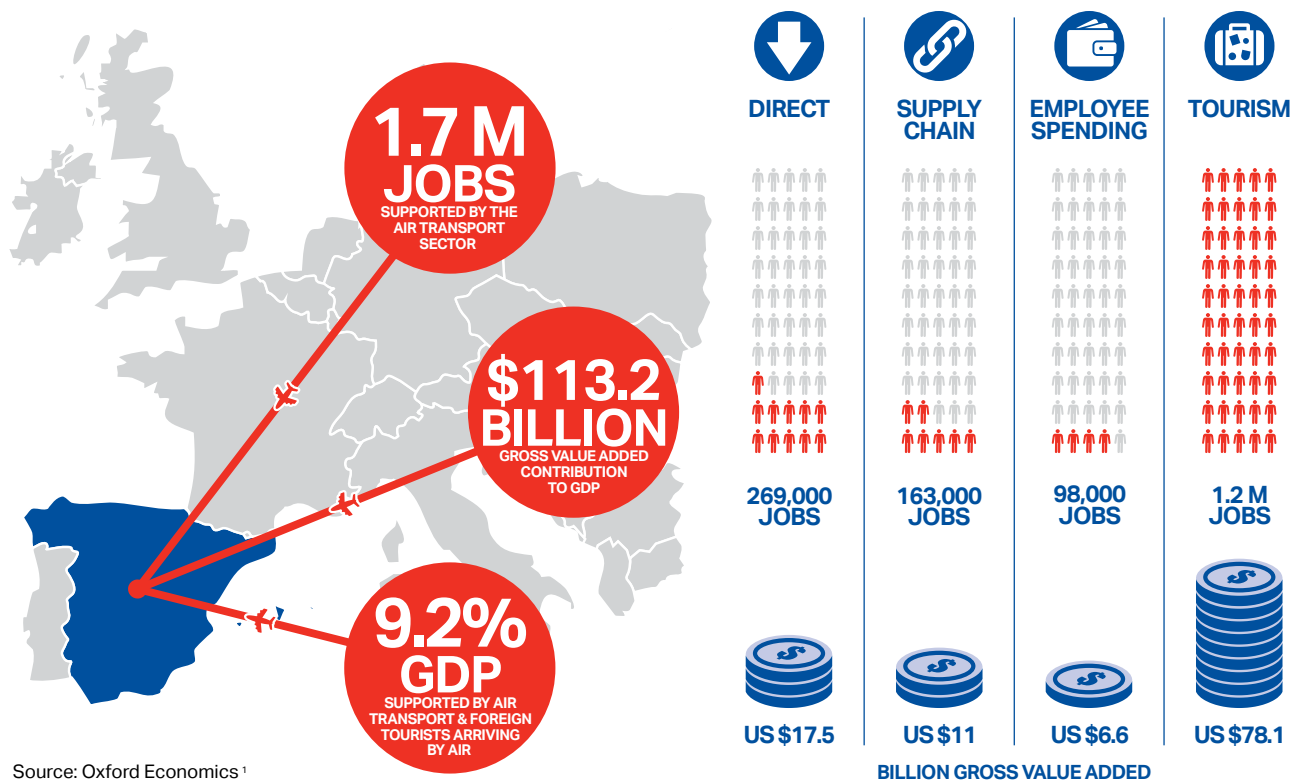 1.7 M
JOBS
SUPPORTED BY THE
AIR TRANSPORT
SECTOR
$113.2
BILLION
GROSS VALUE ADDED
CONTRIBUTION
TO GDP
9.2%
GDP
SUPPORTED BY AIR
TRANSPORT & FOREIGN
TOURISTS ARRIVING
BY AIR
Source: Oxford Economics ¹
DIRECT
269,000
JOBS
$
US $17.5
SUPPLY
CHAIN
163,000
JOBS
$
US $11
EMPLOYEE
SPENDING
98,000
JOBS
$
US $6.6
TOURISM
1.2 M
JOBS
$
US $78.1
BILLION GROSS VALUE ADDED